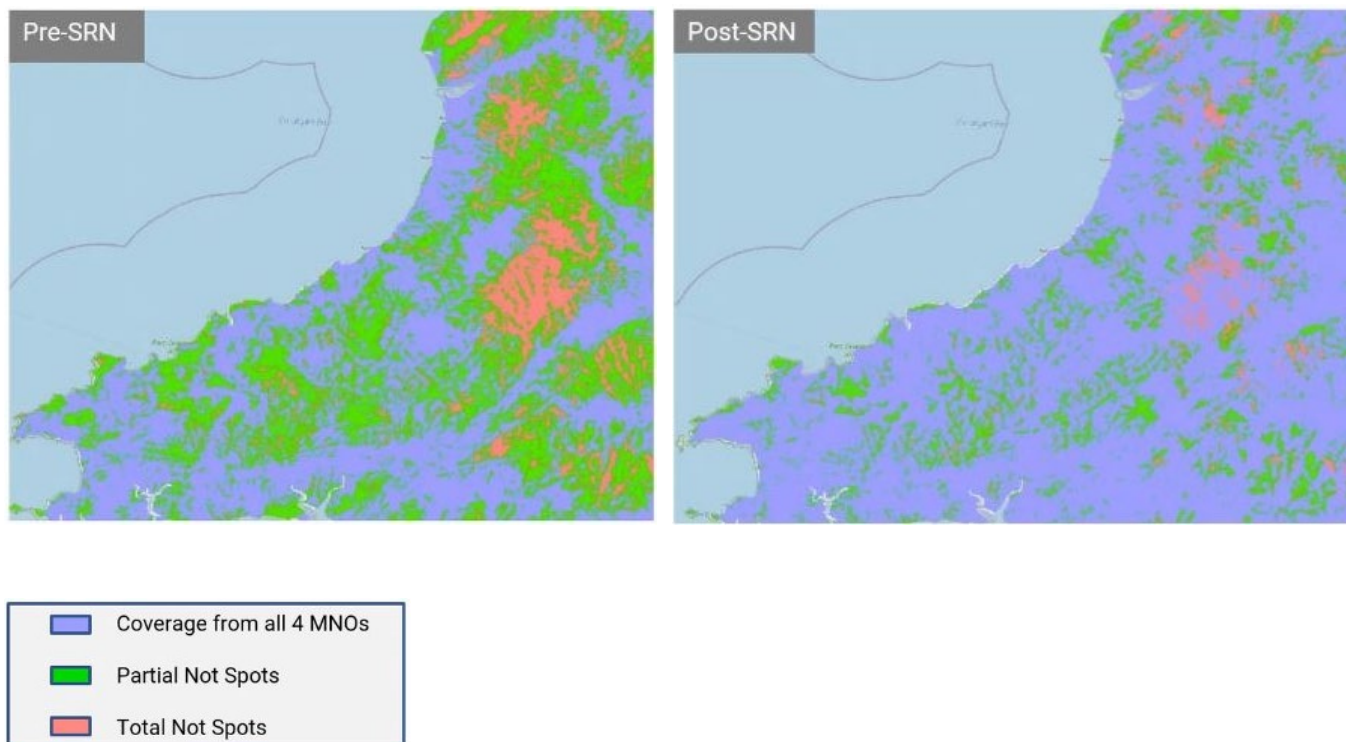 Pre-SRN
Post-SRN
Coverage from all 4 MNOs
Partial Not Spots
Total Not Spots